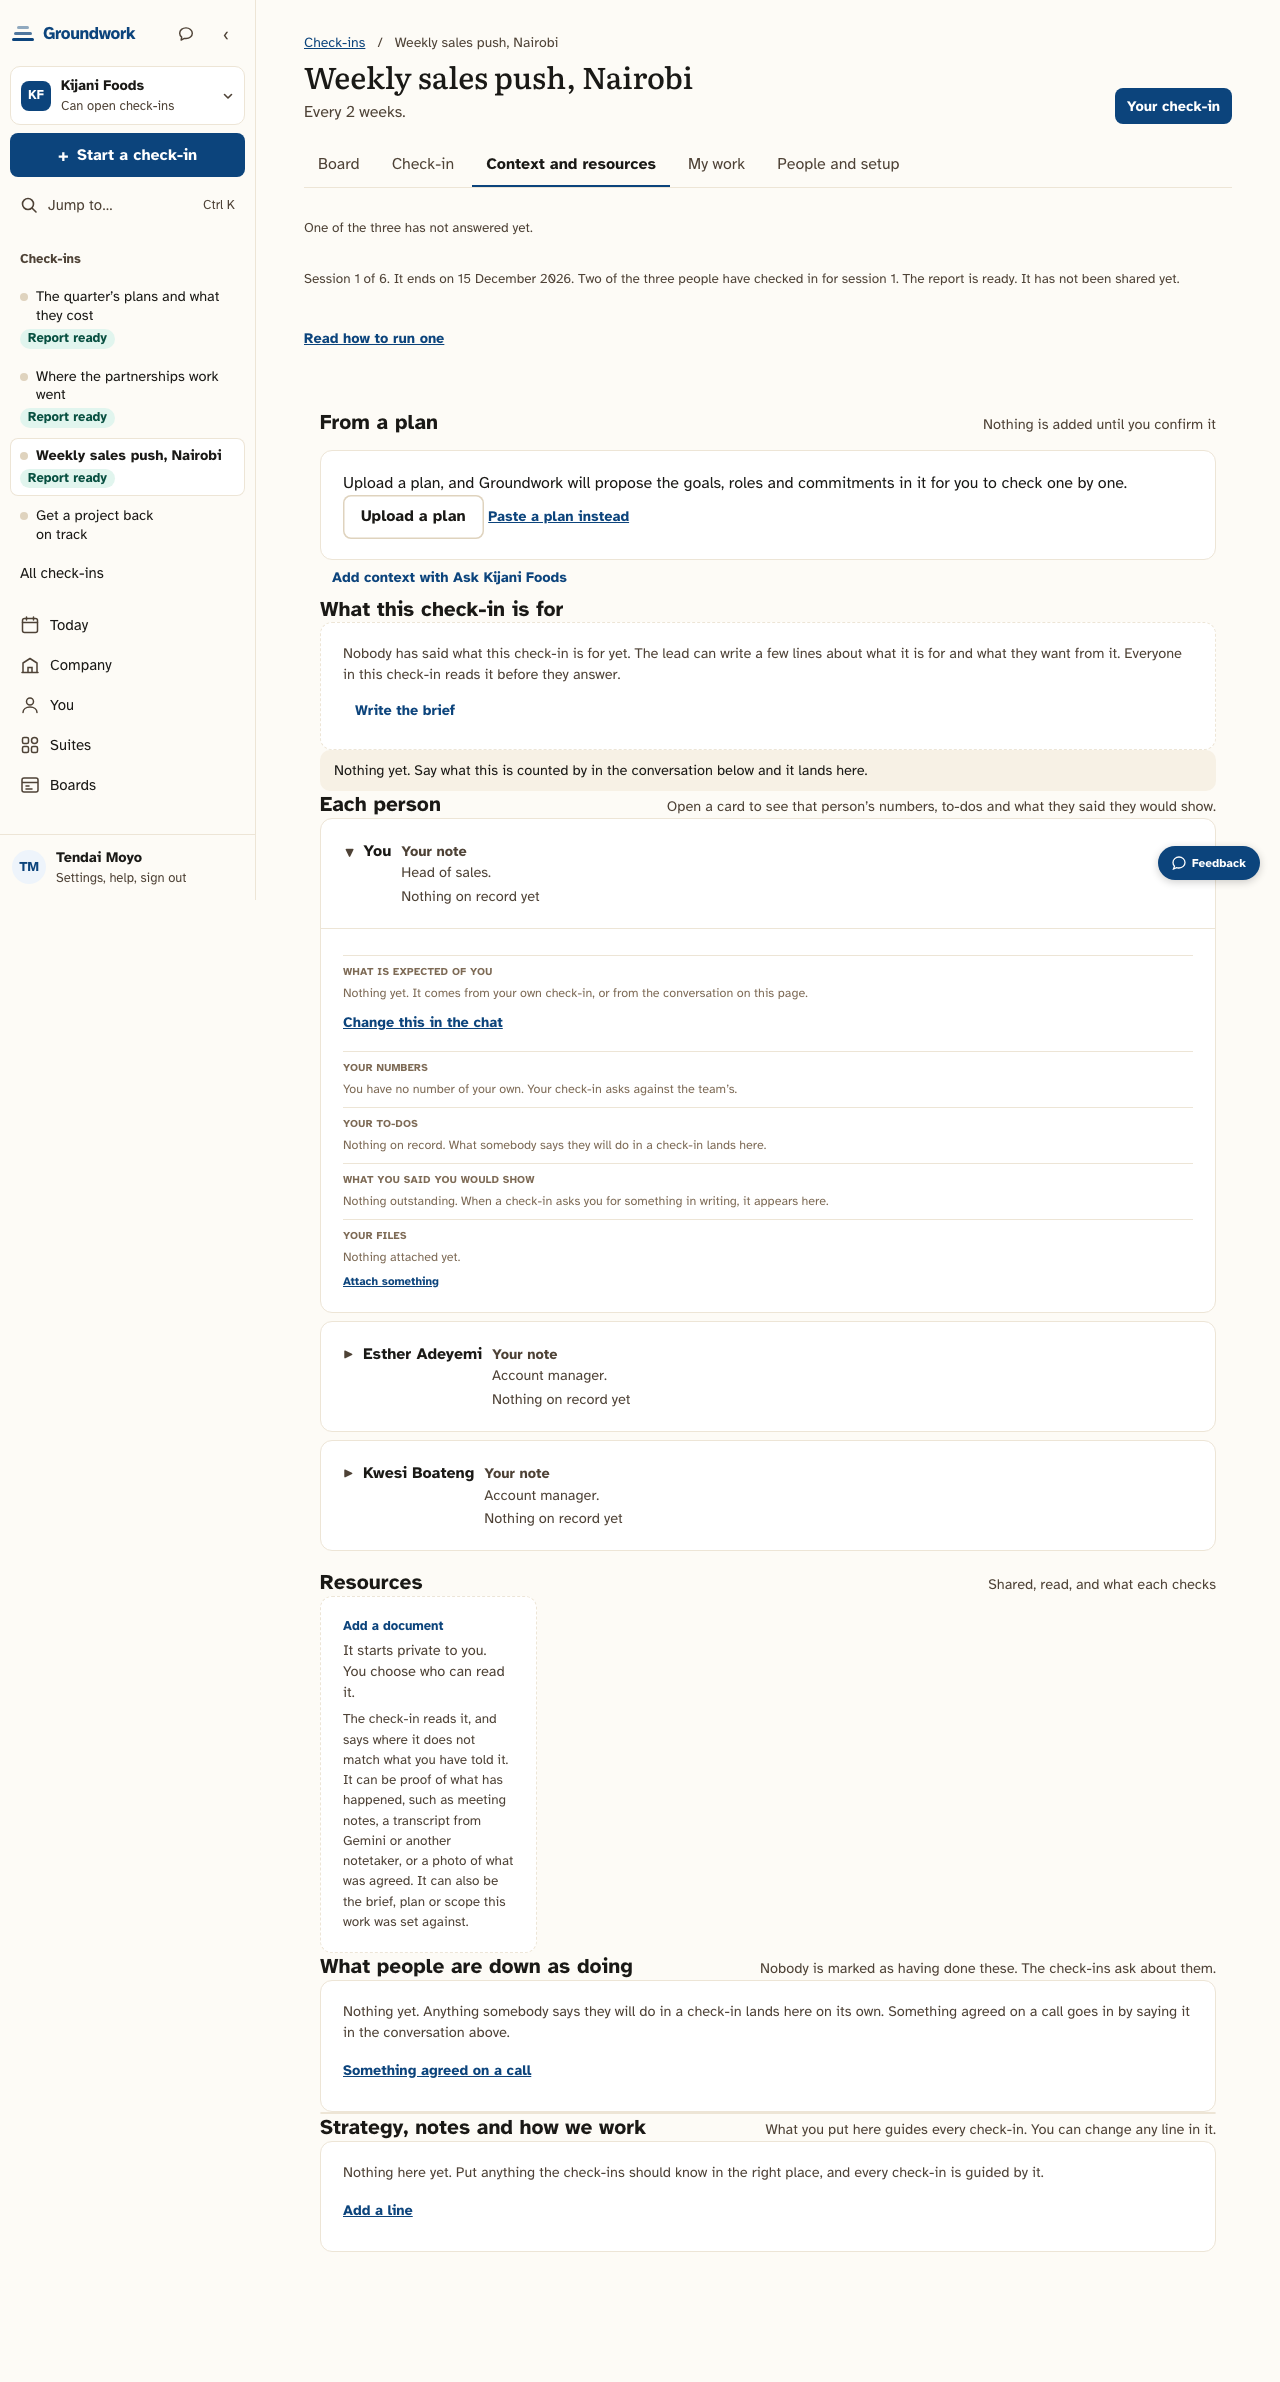 Groundwork
KF
Kijani Foods
Can open check-ins
+ Start a check-in
Jump to...
Ctrl K
Check-ins
The quarter's plans and what
they cost
Report ready
Where the partnerships work
went
Report ready
Weekly sales push, Nairobi
Report ready
Get a project back
on track
All check-ins
Today
Company
You
Suites
Boards
TM
Tendai Moyo
Settings, help, sign out
Check-ins / Weekly sales push, Nairobi
Weekly sales push, Nairobi
Every 2 weeks.
Your check-in
Board
Check-in
Context and resources
My work
People and setup
One of the three has not answered yet.
Session 1 of 6. It ends on 15 December 2026. Two of the three people have checked in for session 1. The report is ready. It has not been shared yet.
Read how to run one
From a plan
Nothing is added until you confirm it
Upload a plan, and Groundwork will propose the goals, roles and commitments in it for you to check one by one.
Upload a plan
Paste a plan instead
Add context with Ask Kijani Foods
What this check-in is for
Nobody has said what this check-in is for yet. The lead can write a few lines about what it is for and what they want from it. Everyone
in this check-in reads it before they answer.
Write the brief
Nothing yet. Say what this is counted by in the conversation below and it lands here.
Each person
Open a card to see that person's numbers, to-dos and what they said they would show.
You
Your note
Head of sales.
Nothing on record yet
Feedback
WHAT IS EXPECTED OF YOU
Nothing yet. It comes from your own check-in, or from the conversation on this page.
Change this in the chat
YOUR NUMBERS
You have no number of your own. Your check-in asks against the team's.
YOUR TO-DOS
Nothing on record. What somebody says they will do in a check-in lands here.
WHAT YOU SAID YOU WOULD SHOW
Nothing outstanding. When a check-in asks you for something in writing, it appears here.
YOUR FILES
Nothing attached yet.
Attach something
Esther Adeyemi
Your note
Account manager.
Nothing on record yet
Kwesi Boateng
Your note
Account manager.
Nothing on record yet
Resources
Shared, read, and what each checks
Add a document
It starts private to you.
You choose who can read
it.
The check-in reads it, and
says where it does not
match what you have told it.
It can be proof of what has
happened, such as meeting
notes, a transcript from
Gemini or another
notetaker, or a photo of what
was agreed. It can also be
the brief, plan or scope this
work was set against.
What people are down as doing
Nobody is marked as having done these. The check-ins ask about them.
Nothing yet. Anything somebody says they will do in a check-in lands here on its own. Something agreed on a call goes in by saying it
in the conversation above.
Something agreed on a call
Strategy, notes and how we work
What you put here guides every check-in. You can change any line in it.
Nothing here yet. Put anything the check-ins should know in the right place, and every check-in is guided by it.
Add a line